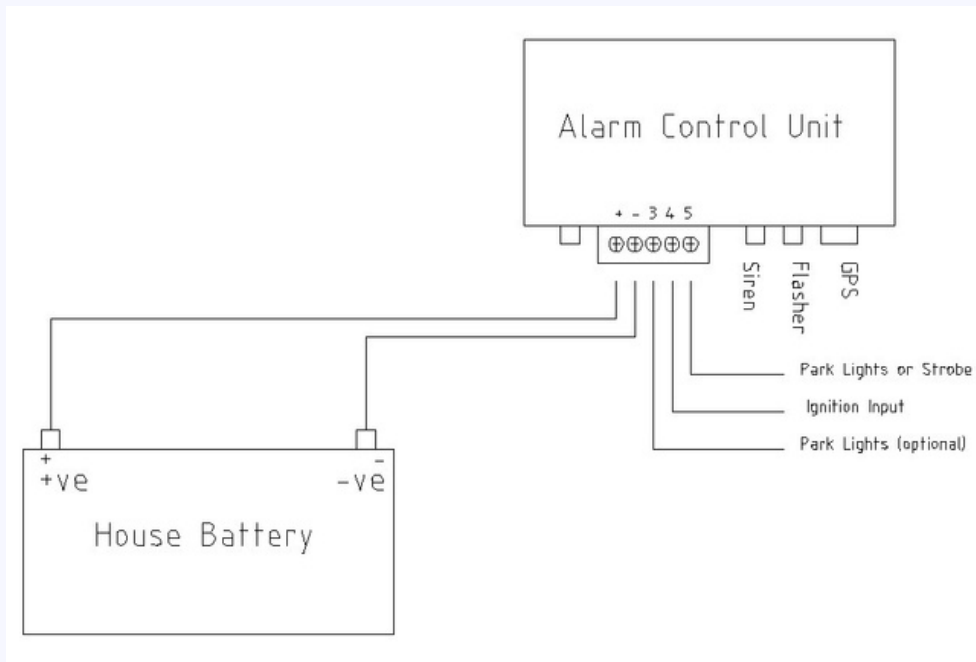 Alarm Control Unit
+ - 3 4 5
Siren
Flasher
GPS
Park Lights or Strobe
Ignition Input
Park Lights (optional)
+ -
+ve -ve
House Battery